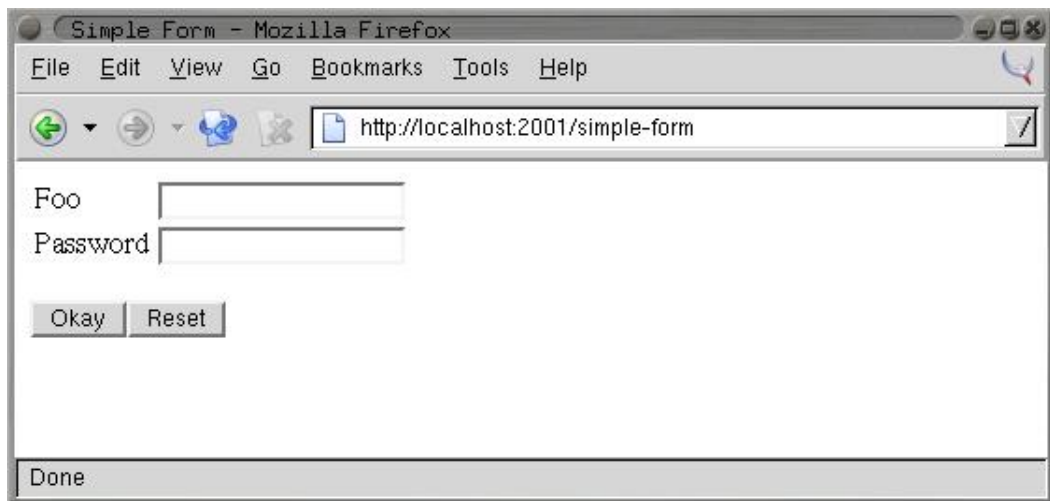 Simple Form - Mozilla Firefox
File Edit View Go Bookmarks Tools Help
http://localhost:2001/simple-form
Foo
Password
Okay Reset
Done